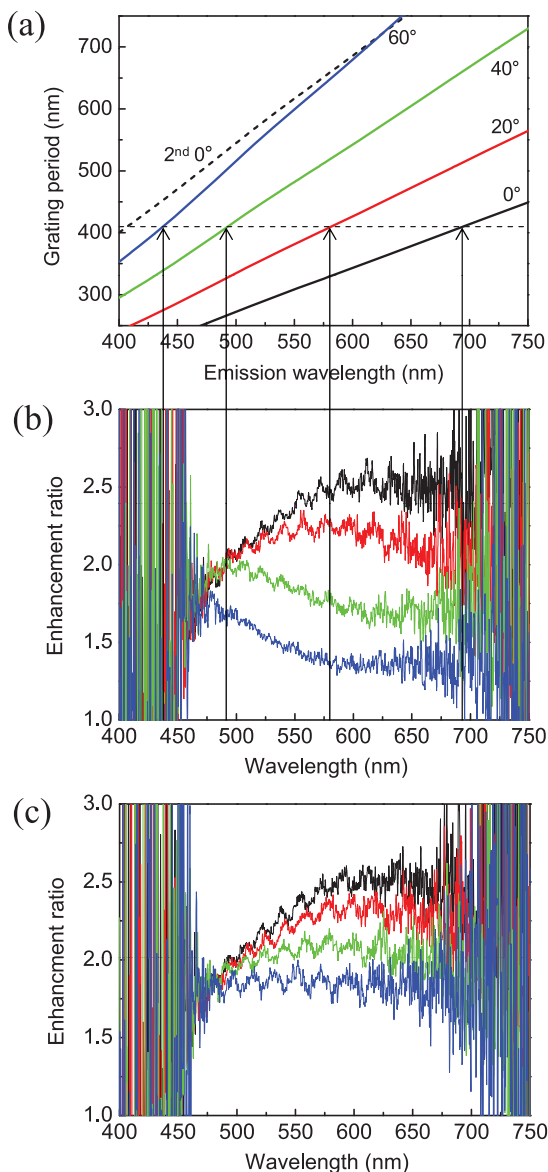 (a)
750
700
650
600
500
400
300
Grating period (nm)
2nd 0°
60°
40°
20°
0°
400 450 500 550 600 650 700 750
Emission wavelength (nm)
(b)
3.0
2.5
2.0
1.5
1.0
Enhancement ratio
400 450 500 550 600 650 700 750
Wavelength (nm)
(c)
3.0
2.5
2.0
1.5
1.0
Enhancment ratio
400 450 500 550 600 650 700 750
Wavelength (nm)